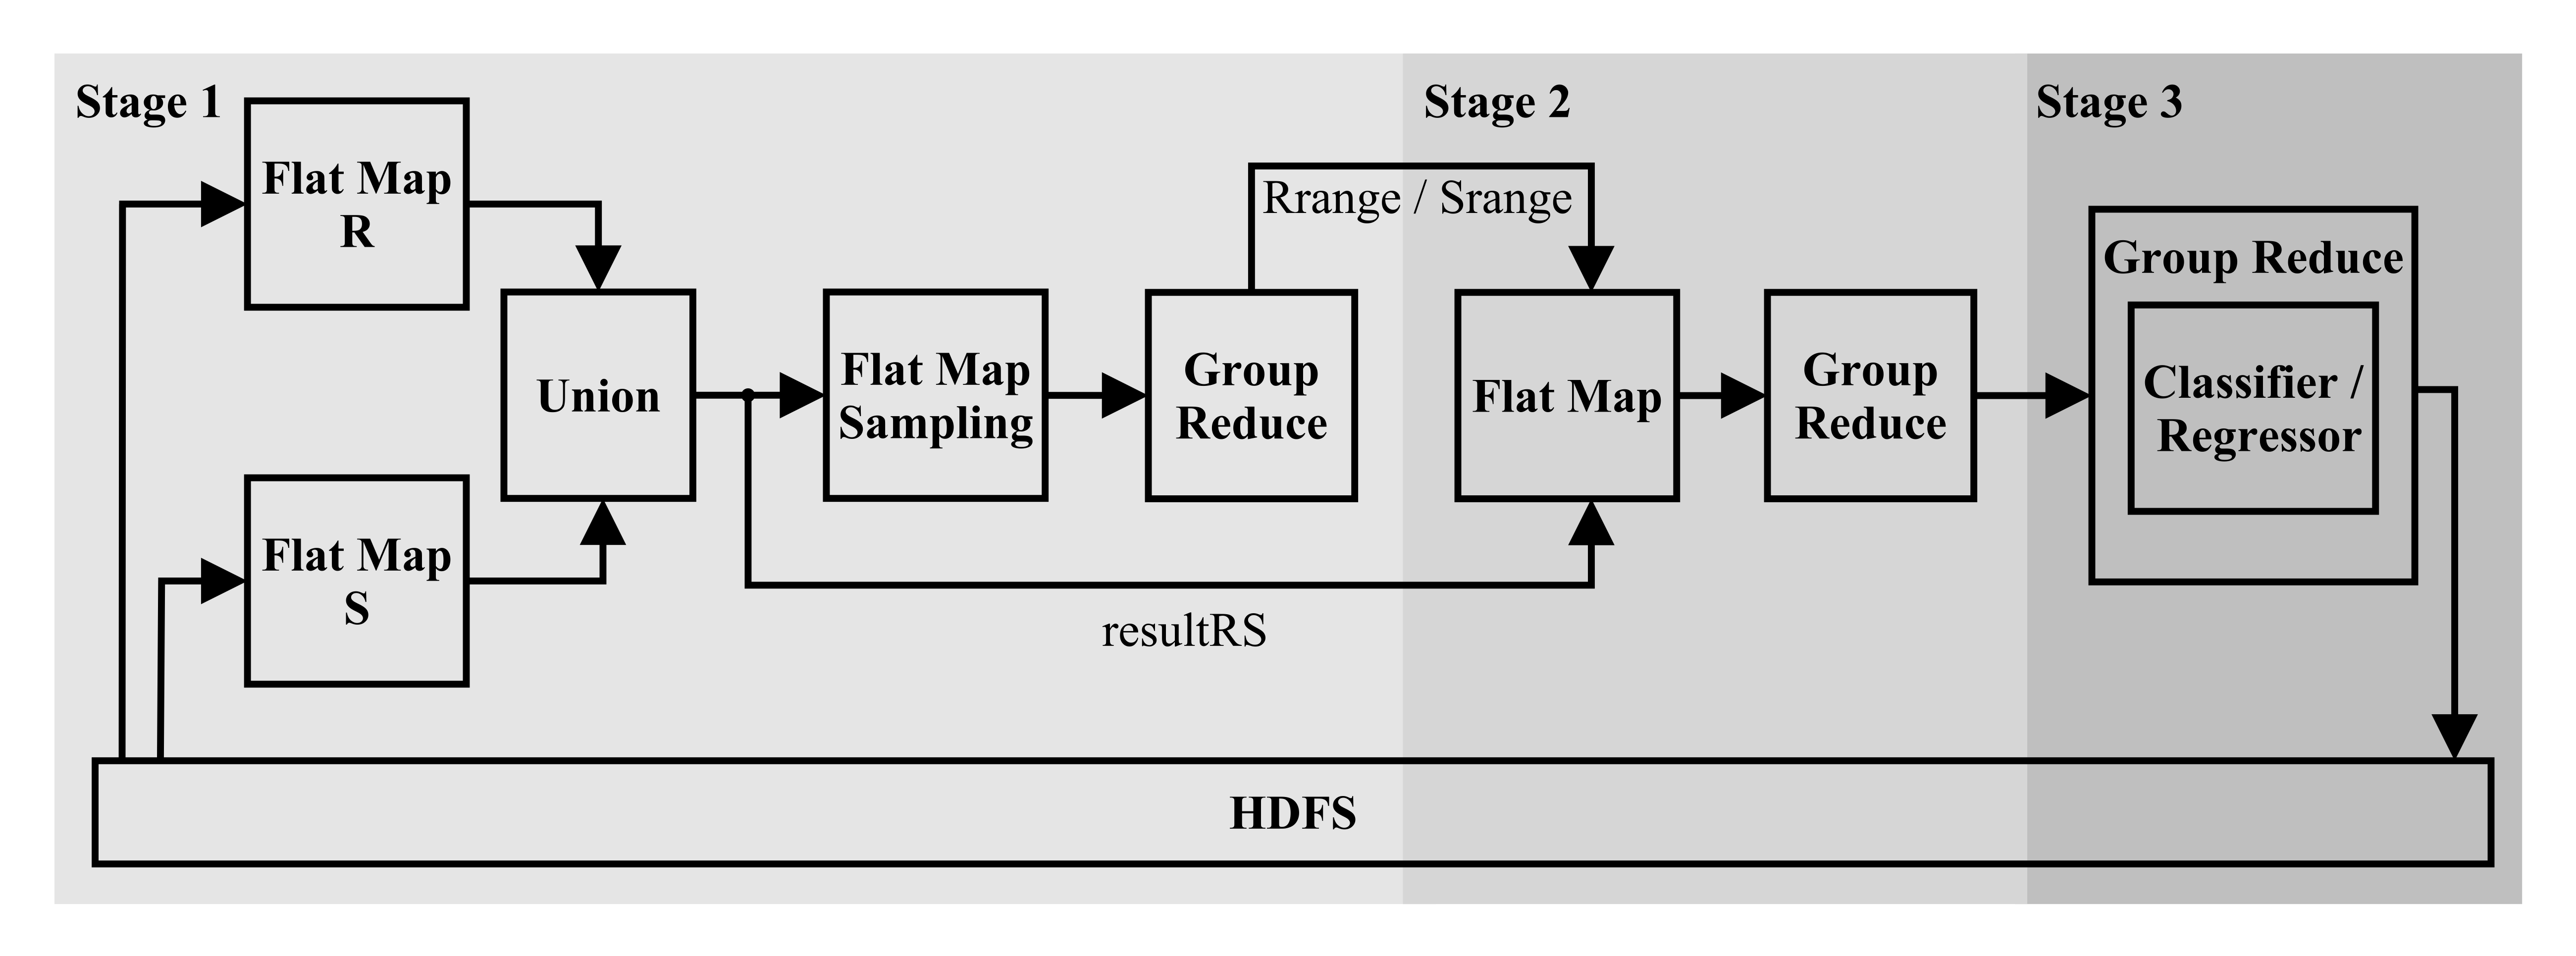 Stage 1
Stage 2
Stage 3
Flat Map
R
Rrange / Srange
Group Reduce
Union
Flat Map
Sampling
Group
Reduce
Flat Map
Group
Reduce
Classifier /
Regressor
Flat Map
S
resultRS
HDFS